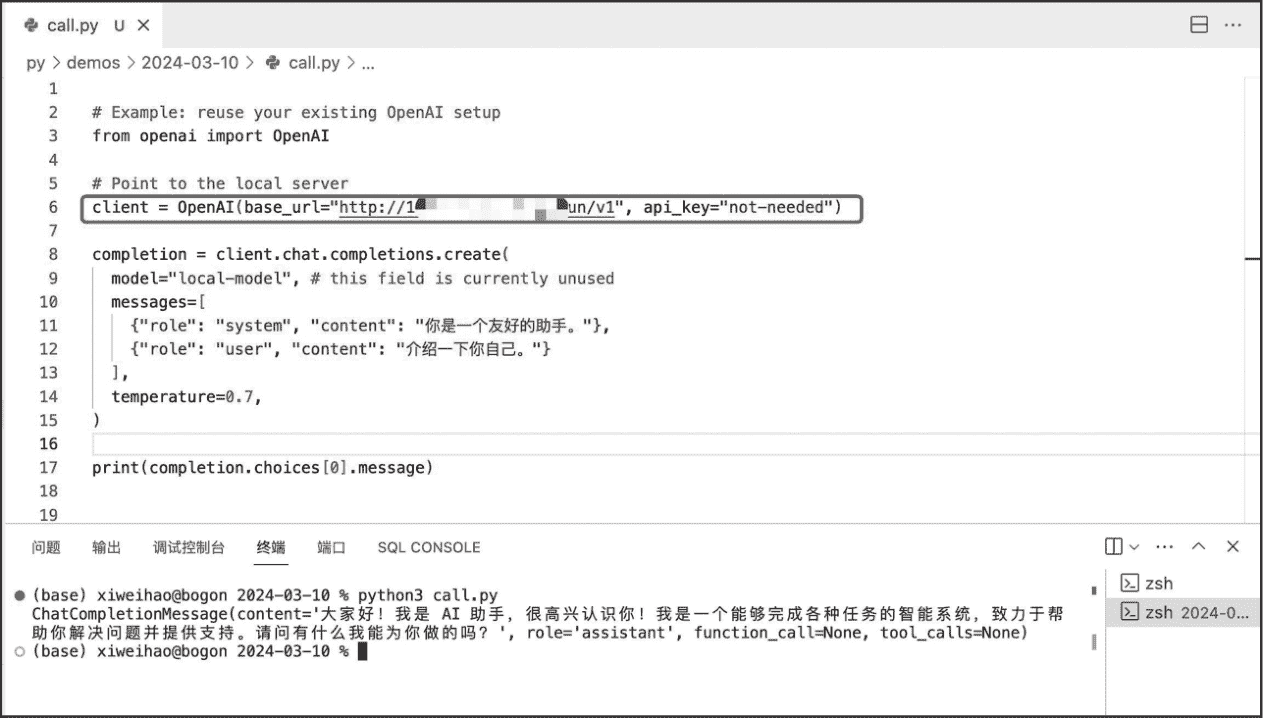 call.py U
py > demos > 2024-03-10 > call.py > ...
1
2 # Example: reuse your existing OpenAI setup
3 from openai import OpenAI
4
5 # Point to the local server
6 client = OpenAI(base_url="http://1 un/v1", api_key="not-needed")
7
8 completion = client.chat.completions.create(
9 model="local-model", # this field is currently unused
10 messages=[
11 {"role": "system", "content": "你是一个友好的助手。"},
12 {"role": "user", "content": "介绍一下你自己。"}
13 ],
14 temperature=0.7,
15 )
16
17 print(completion.choices[0].message)
18
19
问题 输出 调试控制台 终端 端口 SQL CONSOLE
(base) xiweihao@bogon 2024-03-10 % python3 call.py
ChatCompletionMessage(content='大家好！我是 AI 助手，很高兴认识你！我是一个能够完成各种任务的智能系统，致力于帮
助你解决问题并提供支持。请问有什么我能为你做的吗？', role='assistant', function_call=None, tool_calls=None)
(base) xiweihao@bogon 2024-03-10 %
zsh
zsh 2024-0...